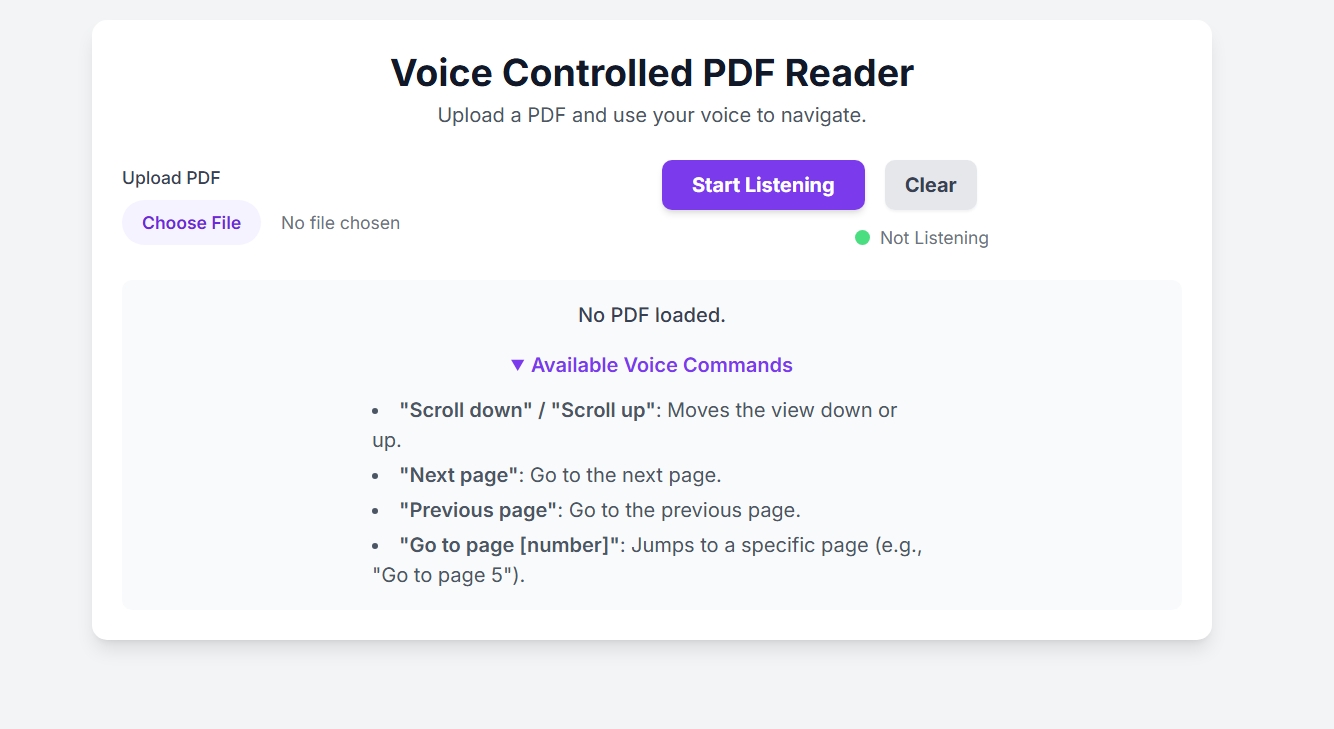 Voice Controlled PDF Reader
Upload a PDF and use your voice to navigate.
Upload PDF
Choose File No file chosen
Start Listening Clear
Not Listening
No PDF loaded.
▼ Available Voice Commands
• "Scroll down" / "Scroll up": Moves the view down or
up.
• "Next page": Go to the next page.
• "Previous page": Go to the previous page.
• "Go to page [number]": Jumps to a specific page (e.g.,
"Go to page 5").